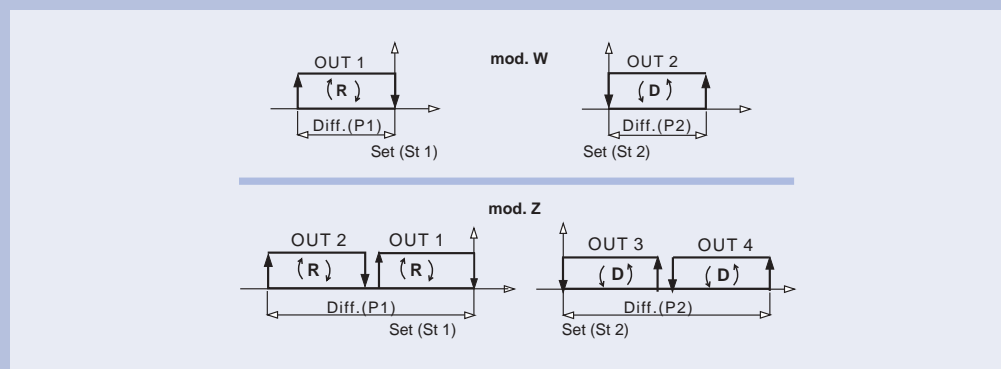 mod. W
OUT 1
R
Diff.(P1)
Set (St 1)
OUT 2
D
Diff.(P2)
Set (St 2)
mod. Z
OUT 2
OUT 1
R
R
Diff.(P1)
Set (St 1)
OUT 3
OUT 4
D
D
Diff.(P2)
Set (St 2)